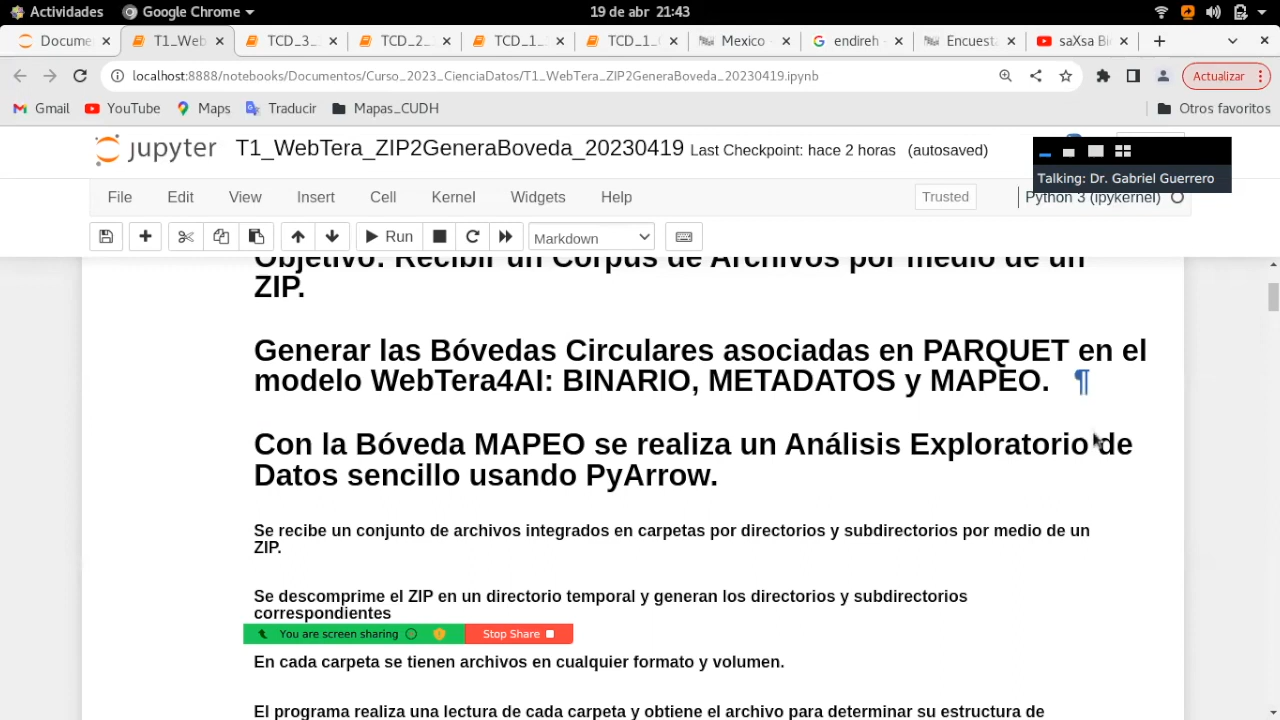 Actividades Google Chrome 19 de abr 21:43
Docume T1_Web TCD_3_ TCD_2_ TCD_1_ TCD_1_ Mexico endireh - Encuesta saXsa
localhost:8888/notebooks/Documentos/Curso_2023_CienciaDatos/T1_WebTera_ZIP2GeneraBoveda_20230419.ipynb Actualizar
Gmail YouTube Maps Traducir Mapas_CUDH Otros favoritos
jupyter T1_WebTera_ZIP2GeneraBoveda_20230419 Last Checkpoint: hace 2 horas (autosaved)
Talking: Dr. Gabriel Guerrero
File Edit View Insert Cell Kernel Widgets Help Trusted Python 3 (ipykernel)
Run Markdown
Objetivo: Recibir un Corpus de Archivos por medio de un
ZIP.
Generar las Bóvedas Circulares asociadas en PARQUET en el
modelo WebTera4AI: BINARIO, METADATOS y MAPEO. ¶
Con la Bóveda MAPEO se realiza un Análisis Exploratorio de
Datos sencillo usando PyArrow.
Se recibe un conjunto de archivos integrados en carpetas por directorios y subdirectorios por medio de un
ZIP.
Se descomprime el ZIP en un directorio temporal y generan los directorios y subdirectorios
correspondientes
You are screen sharing Stop Share
En cada carpeta se tienen archivos en cualquier formato y volumen.
El programa realiza una lectura de cada carpeta y obtiene el archivo para determinar su estructura de